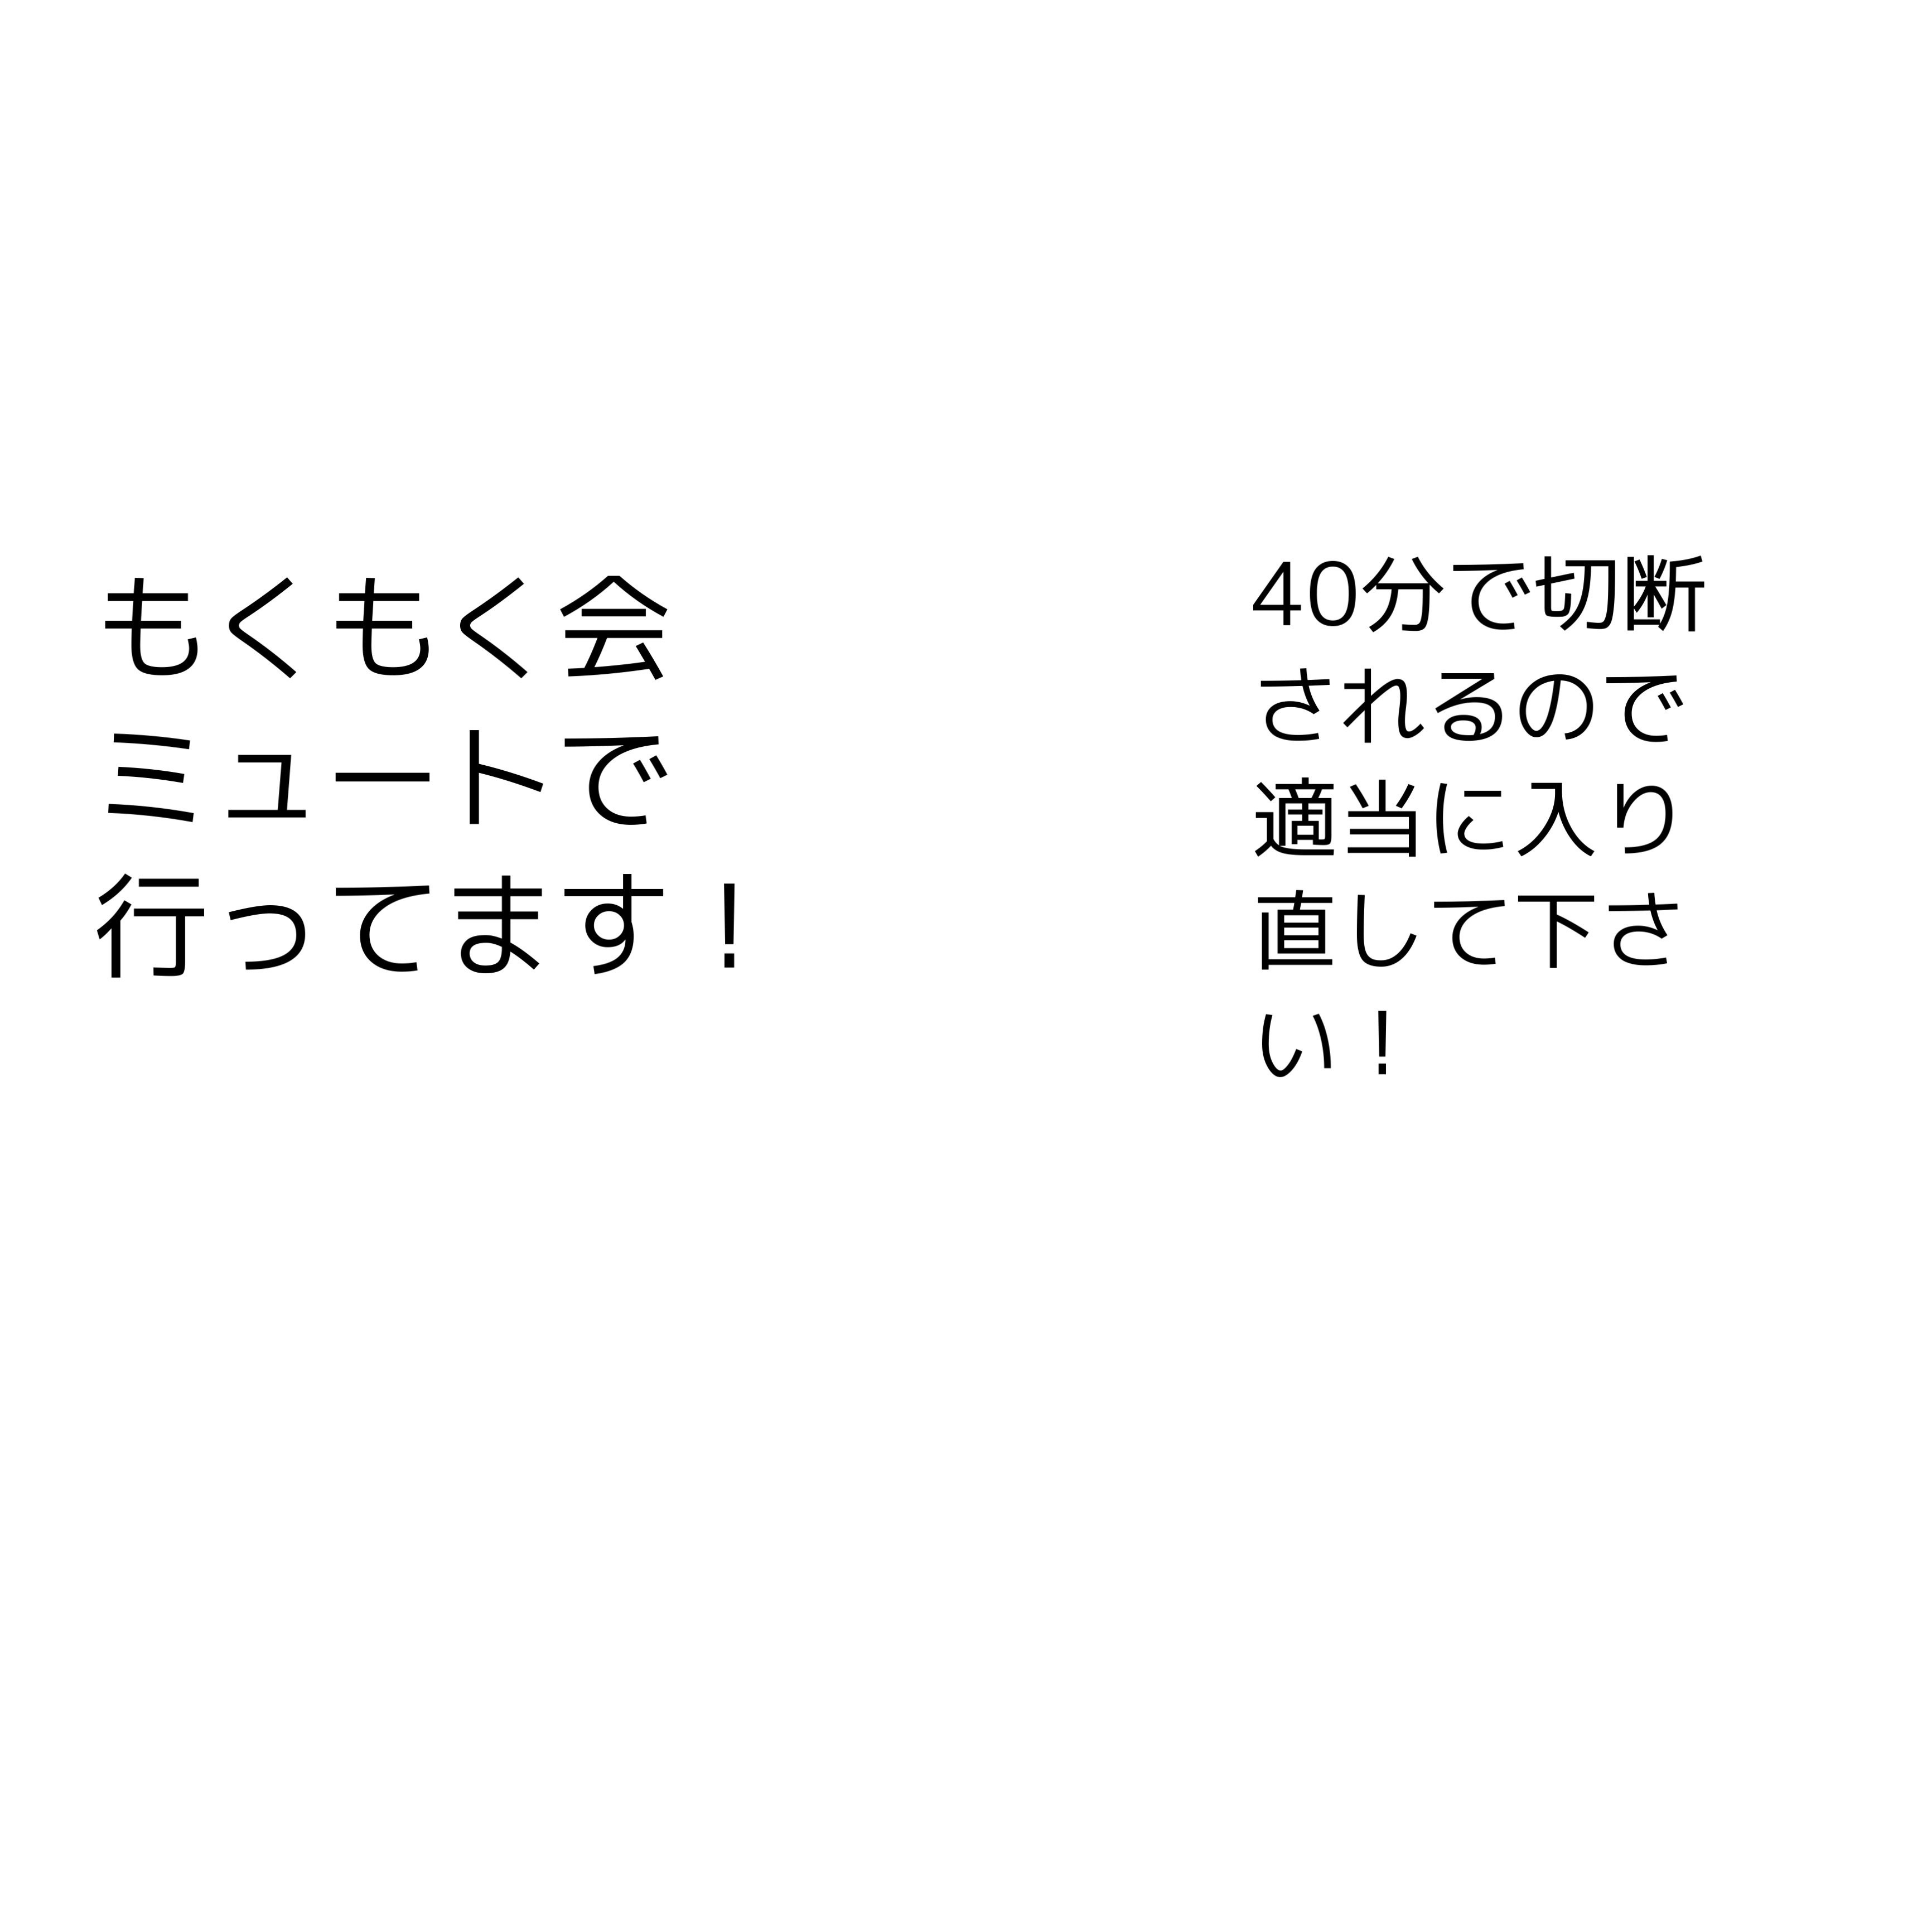 もくもく会
ミュートで
行ってます！
40分で切断
されるので
適当に入り
直して下さ
い！